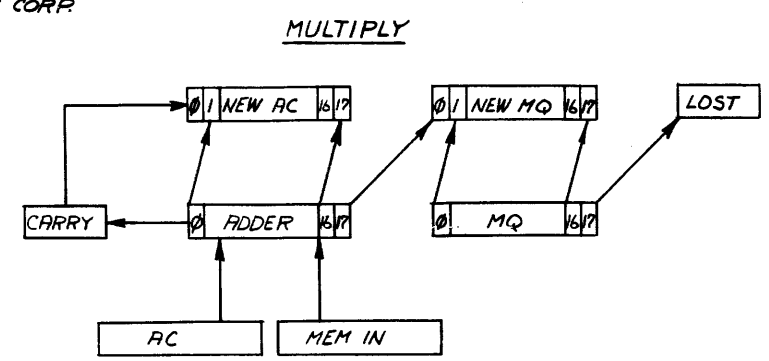 CORP.
MULTIPLY
Ø 1 NEW AC 16 17
Ø 1 NEW MQ 16 17
LOST
CARRY
Ø ADDER 16 17
Ø MQ 16 17
AC
MEM IN